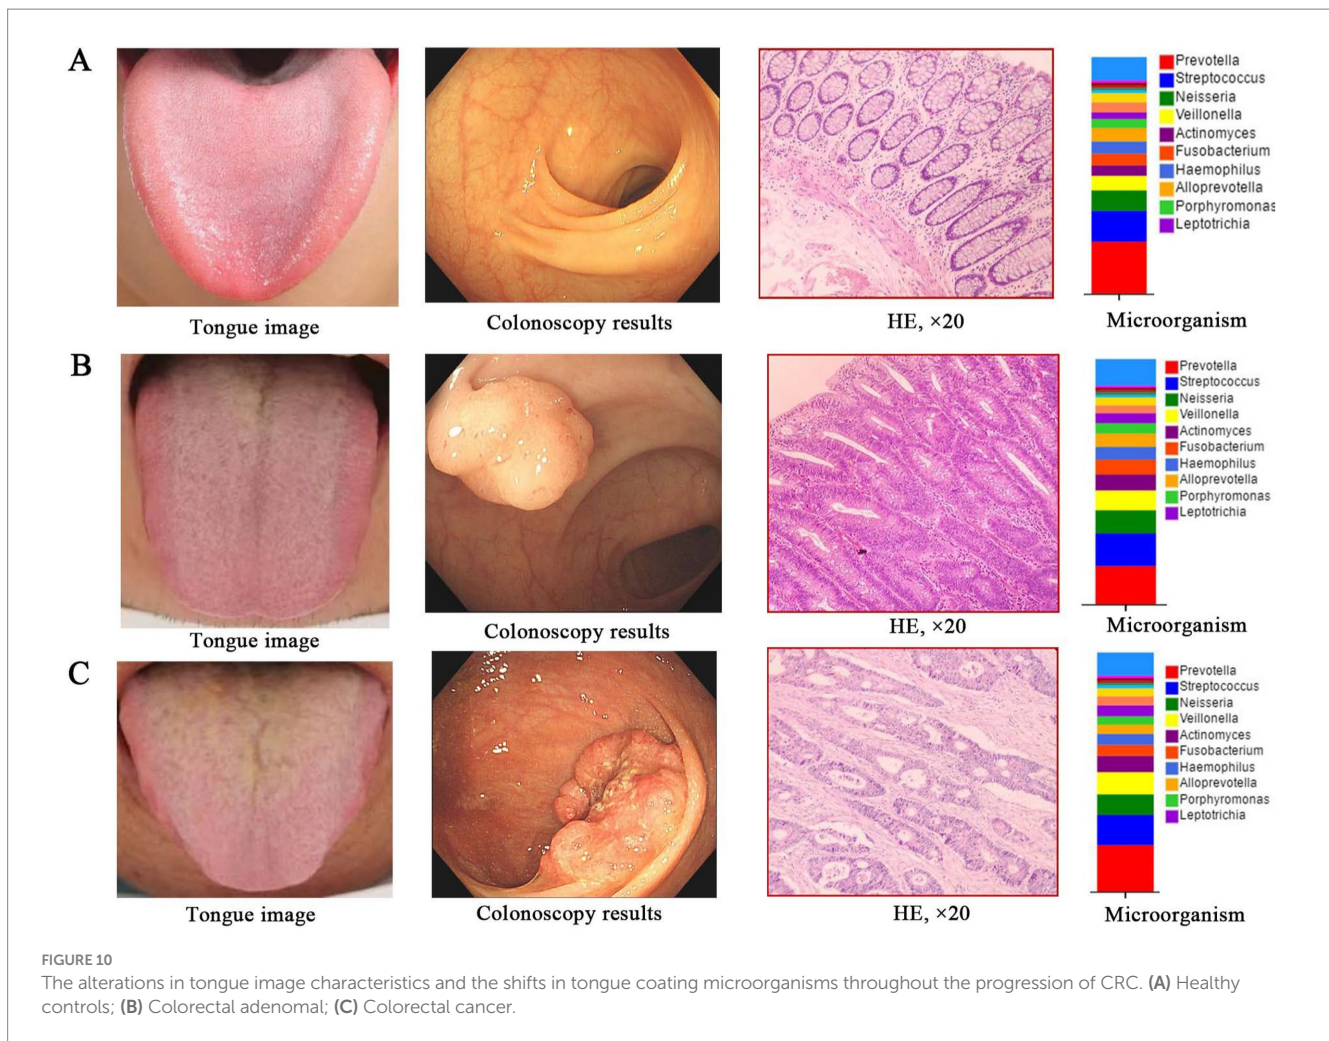 A
Prevotella
Streptococcus
Neisseria
Veillonella
Actinomyces
Fusobacterium
Haemophilus
Alloprevotella
Porphyromonas
Leptotrichia
Tongue image
Colonoscopy results
HE, ×20
Microorganism
B
Prevotella
Streptococcus
Neisseria
Veillonella
Actinomyces
Fusobacterium
Haemophilus
Alloprevotella
Porphyromonas
Leptotrichia
Tongue image
Colonoscopy results
HE, ×20
Microorganism
C
Prevotella
Streptococcus
Neisseria
Veillonella
Actinomyces
Fusobacterium
Haemophilus
Alloprevotella
Porphyromonas
Leptotrichia
Tongue image
Colonoscopy results
HE, ×20
Microorganism
FIGURE 10
The alterations in tongue image characteristics and the shifts in tongue coating microorganisms throughout the progression of CRC. (A) Healthy
controls; (B) Colorectal adenomal; (C) Colorectal cancer.